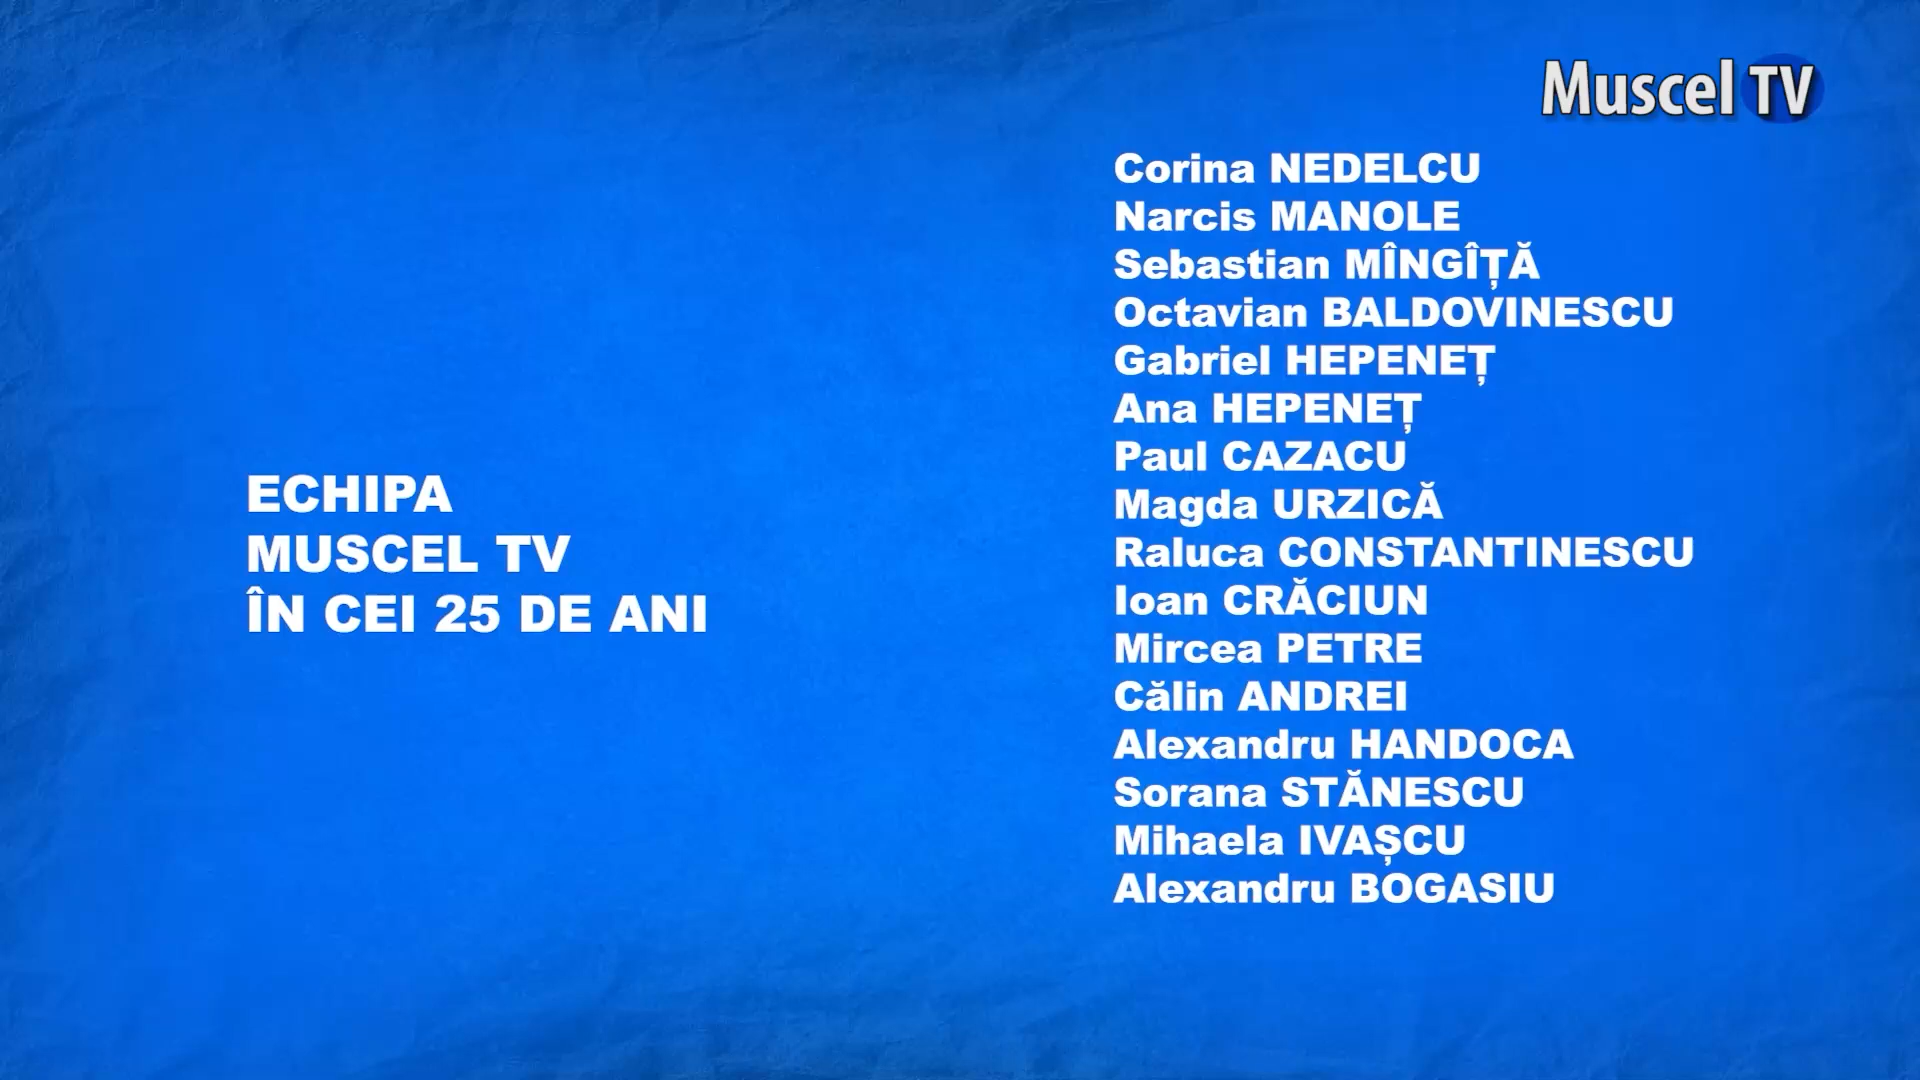 Muscel TV
ECHIPA
MUSCEL TV
ÎN CEI 25 DE ANI
Corina NEDELCU
Narcis MANOLE
Sebastian MÎNGÎȚĂ
Octavian BALDOVINESCU
Gabriel HEPENEȚ
Ana HEPENEȚ
Paul CAZACU
Magda URZICĂ
Raluca CONSTANTINESCU
Ioan CRĂCIUN
Mircea PETRE
Călin ANDREI
Alexandru HANDOCA
Sorana STĂNESCU
Mihaela IVAȘCU
Alexandru BOGASIU